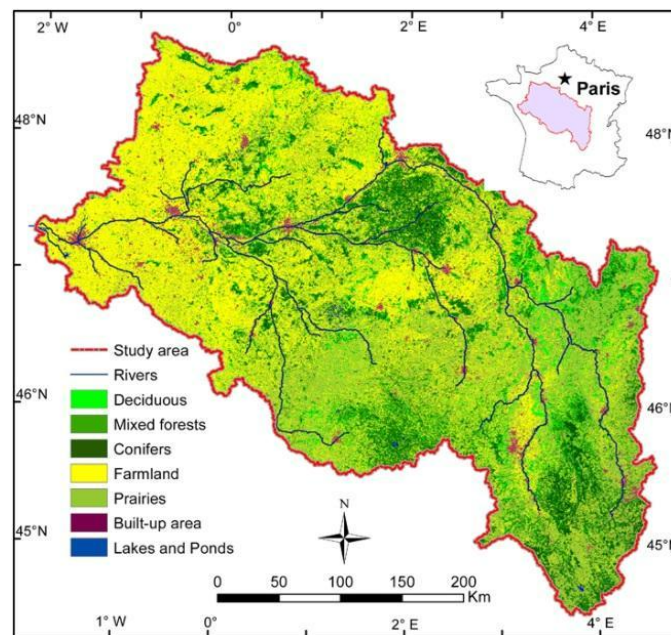 2° W
0°
2° E
4° E
Paris
48°N
48°N
46°N
46°N
45°N
45°N
Study area
Rivers
Deciduous
Mixed forests
Conifers
Farmland
Prairies
Built-up area
Lakes and Ponds
N
0 50 100 150 200
Km
1° W
0°
2° E
4° E